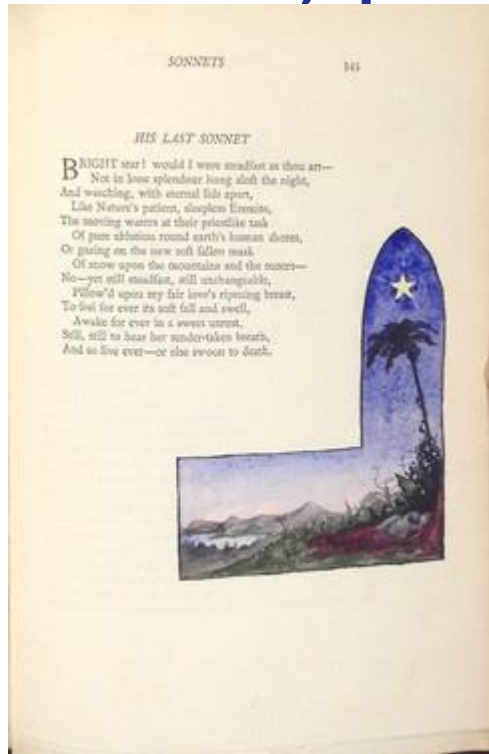 SONNETS
HIS LAST SONNET
BRIGHT star! would I were steadfast as thou art—
Not in lone splendour hung aloft the night,
And watching, with eternal lids apart,
Like Nature's patient, sleepless Eremite,
The moving waters at their priestlike task
Of pure ablution round earth's human shores,
Or gazing on the new soft fallen mask
Of snow upon the mountains and the moors—
No—yet still steadfast, still unchangeable,
Pillow'd upon my fair love's ripening breast,
To feel for ever its soft fall and swell,
Awake for ever in a sweet unrest,
Still, still to hear her tender-taken breath,
And so live ever—or else swoon to death.